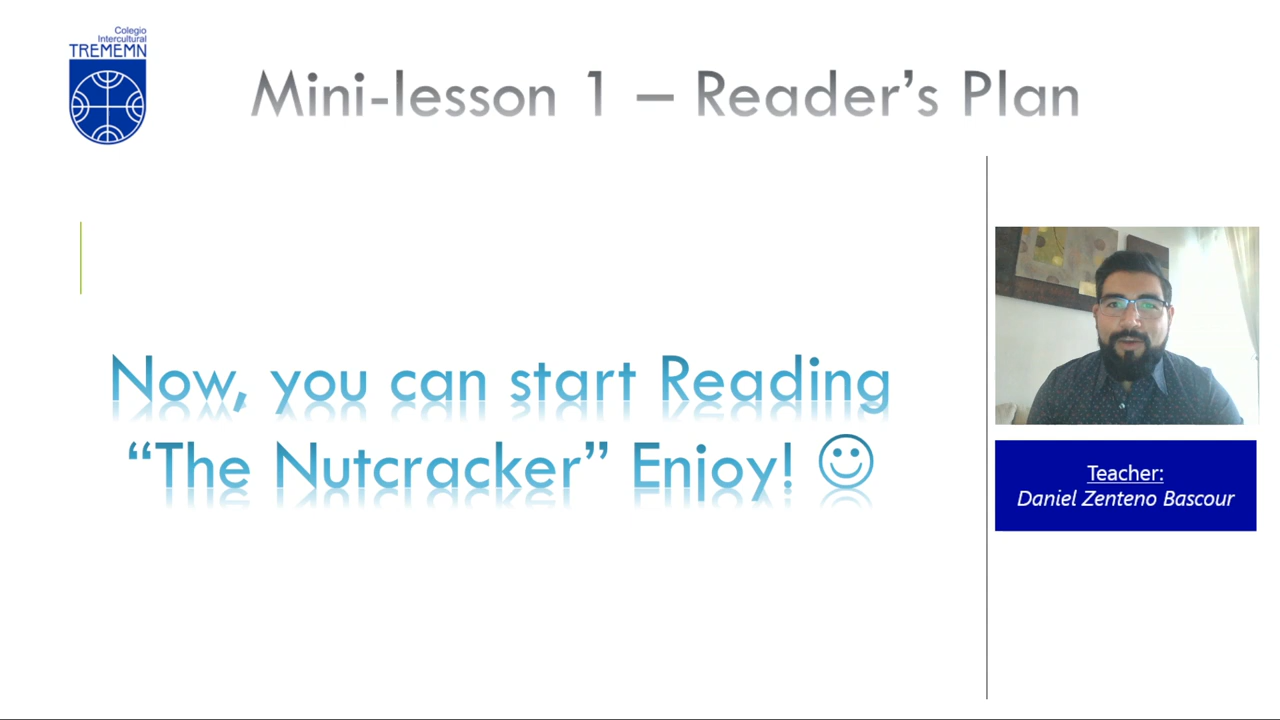 Colegio
Intercultural
TREMEMN
Mini-lesson 1 – Reader’s Plan
Now, you can start Reading
“The Nutcracker” Enjoy! ☺
Teacher:
Daniel Zenteno Bascour